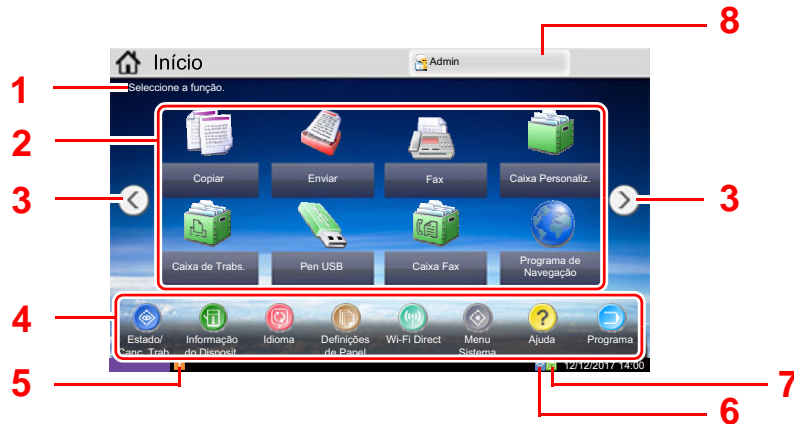 8
Início
Admin
1
Seleccione a função.
2
Copiar
Enviar
Fax
Caixa Personaliz.
3
3
Caixa de Trabs.
Pen USB
Caixa Fax
Programa de
Navegação
4
Estado/
Canc. Trab.
Informação
do Disposit.
Idioma
Definições
de Papel
Wi-Fi Direct
Menu
Sistema
Ajuda
Programa
5
12/12/2017 14:00
7
6